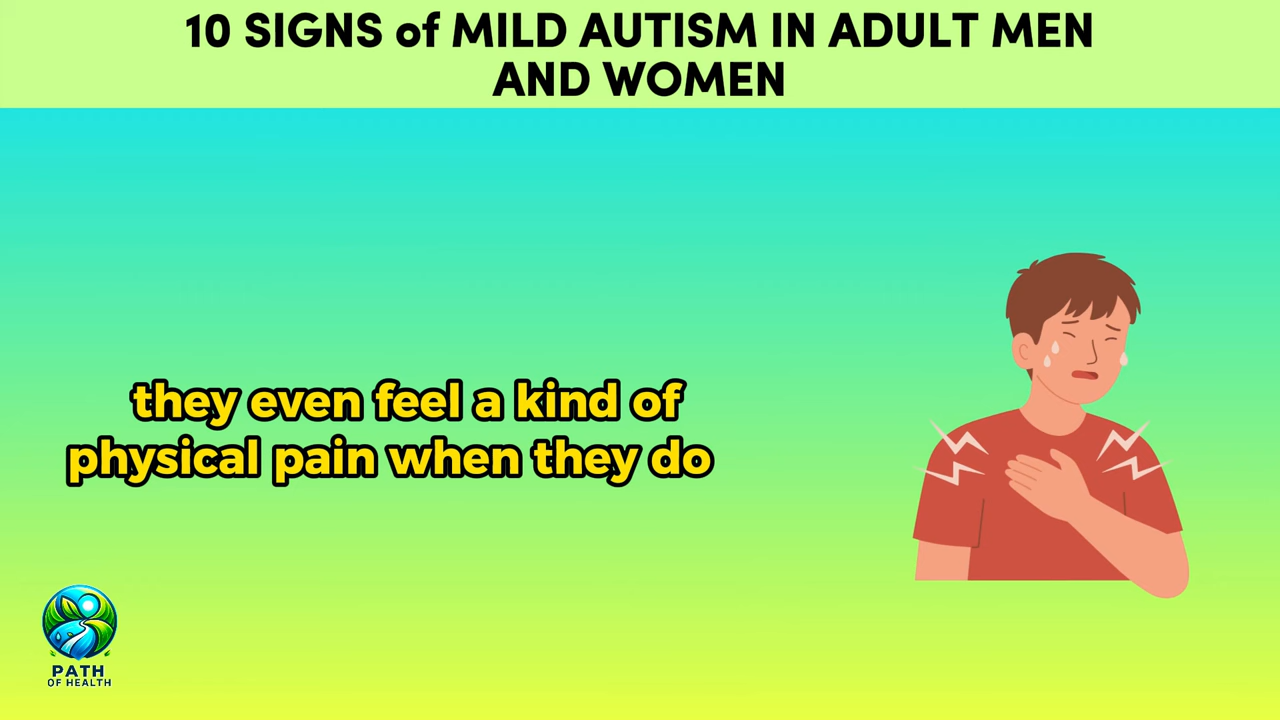 10 SIGNS of MILD AUTISM IN ADULT MEN
AND WOMEN
they even feel a kind of
physical pain when they do
PATH
OF HEALTH